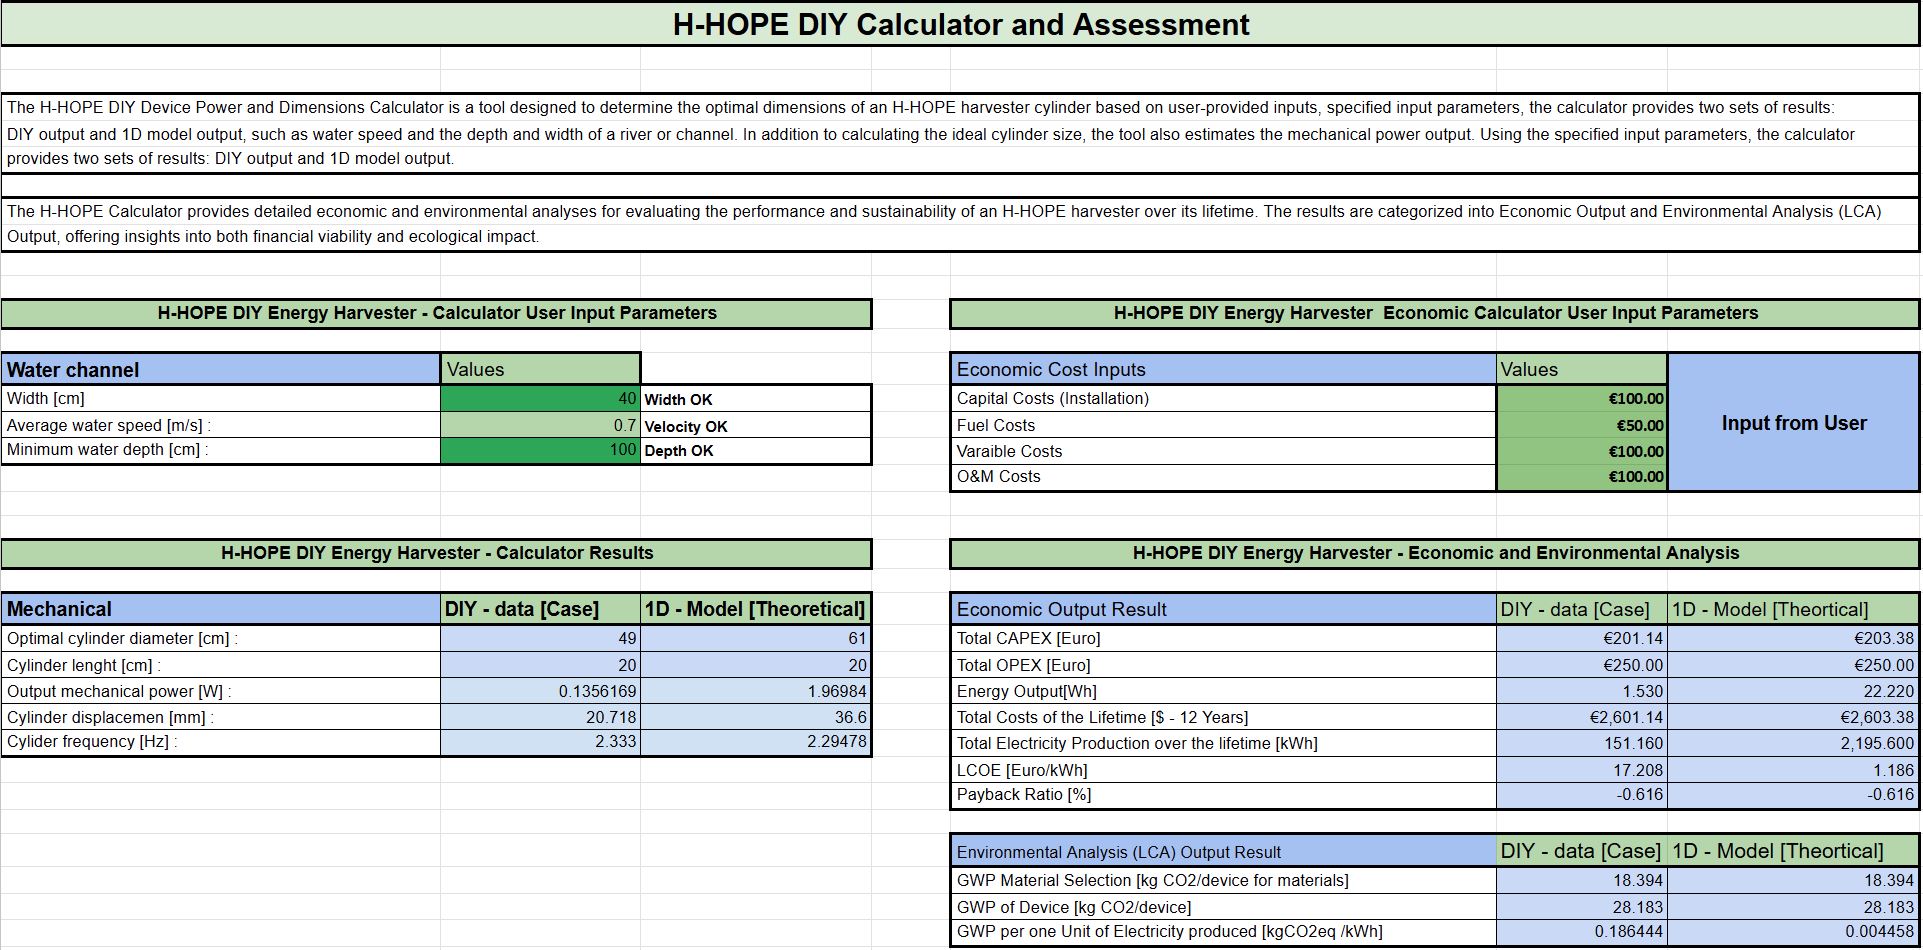 H-HOPE DIY Calculator and Assessment
The H-HOPE DIY Device Power and Dimensions Calculator is a tool designed to determine the optimal dimensions of an H-HOPE harvester cylinder based on user-provided inputs, specified input parameters, the calculator provides two sets of results:
DIY output and 1D model output, such as water speed and the depth and width of a river or channel. In addition to calculating the ideal cylinder size, the tool also estimates the mechanical power output. Using the specified input parameters, the calculator
provides two sets of results: DIY output and 1D model output.
The H-HOPE Calculator provides detailed economic and environmental analyses for evaluating the performance and sustainability of an H-HOPE harvester over its lifetime. The results are categorized into Economic Output and Environmental Analysis (LCA)
Output, offering insights into both financial viability and ecological impact.
H-HOPE DIY Energy Harvester - Calculator User Input Parameters
Water channel Values
Width [cm] 40 Width OK
Average water speed [m/s] : 0.7 Velocity OK
Minimum water depth [cm] : 100 Depth OK
H-HOPE DIY Energy Harvester - Calculator Results
Mechanical DIY - data [Case] 1D - Model [Theoretical]
Optimal cylinder diameter [cm] : 49 61
Cylinder lenght [cm] : 20 20
Output mechanical power [W] : 0.1356169 1.96984
Cylinder displacemen [mm] : 20.718 36.6
Cylider frequency [Hz] : 2.333 2.29478
H-HOPE DIY Energy Harvester Economic Calculator User Input Parameters
Economic Cost Inputs Values
Capital Costs (Installation) €100.00
Fuel Costs €50.00
Varaible Costs €100.00
O&M Costs €100.00
Input from User
H-HOPE DIY Energy Harvester - Economic and Environmental Analysis
Economic Output Result DIY - data [Case] 1D - Model [Theortical]
Total CAPEX [Euro] €201.14 €203.38
Total OPEX [Euro] €250.00 €250.00
Energy Output[Wh] 1.530 22.220
Total Costs of the Lifetime [$ - 12 Years] €2,601.14 €2,603.38
Total Electricity Production over the lifetime [kWh] 151.160 2,195.600
LCOE [Euro/kWh] 17.208 1.186
Payback Ratio [%] -0.616 -0.616
Environmental Analysis (LCA) Output Result DIY - data [Case] 1D - Model [Theortical]
GWP Material Selection [kg CO2/device for materials] 18.394 18.394
GWP of Device [kg CO2/device] 28.183 28.183
GWP per one Unit of Electricity produced [kgCO2eq /kWh] 0.186444 0.004458